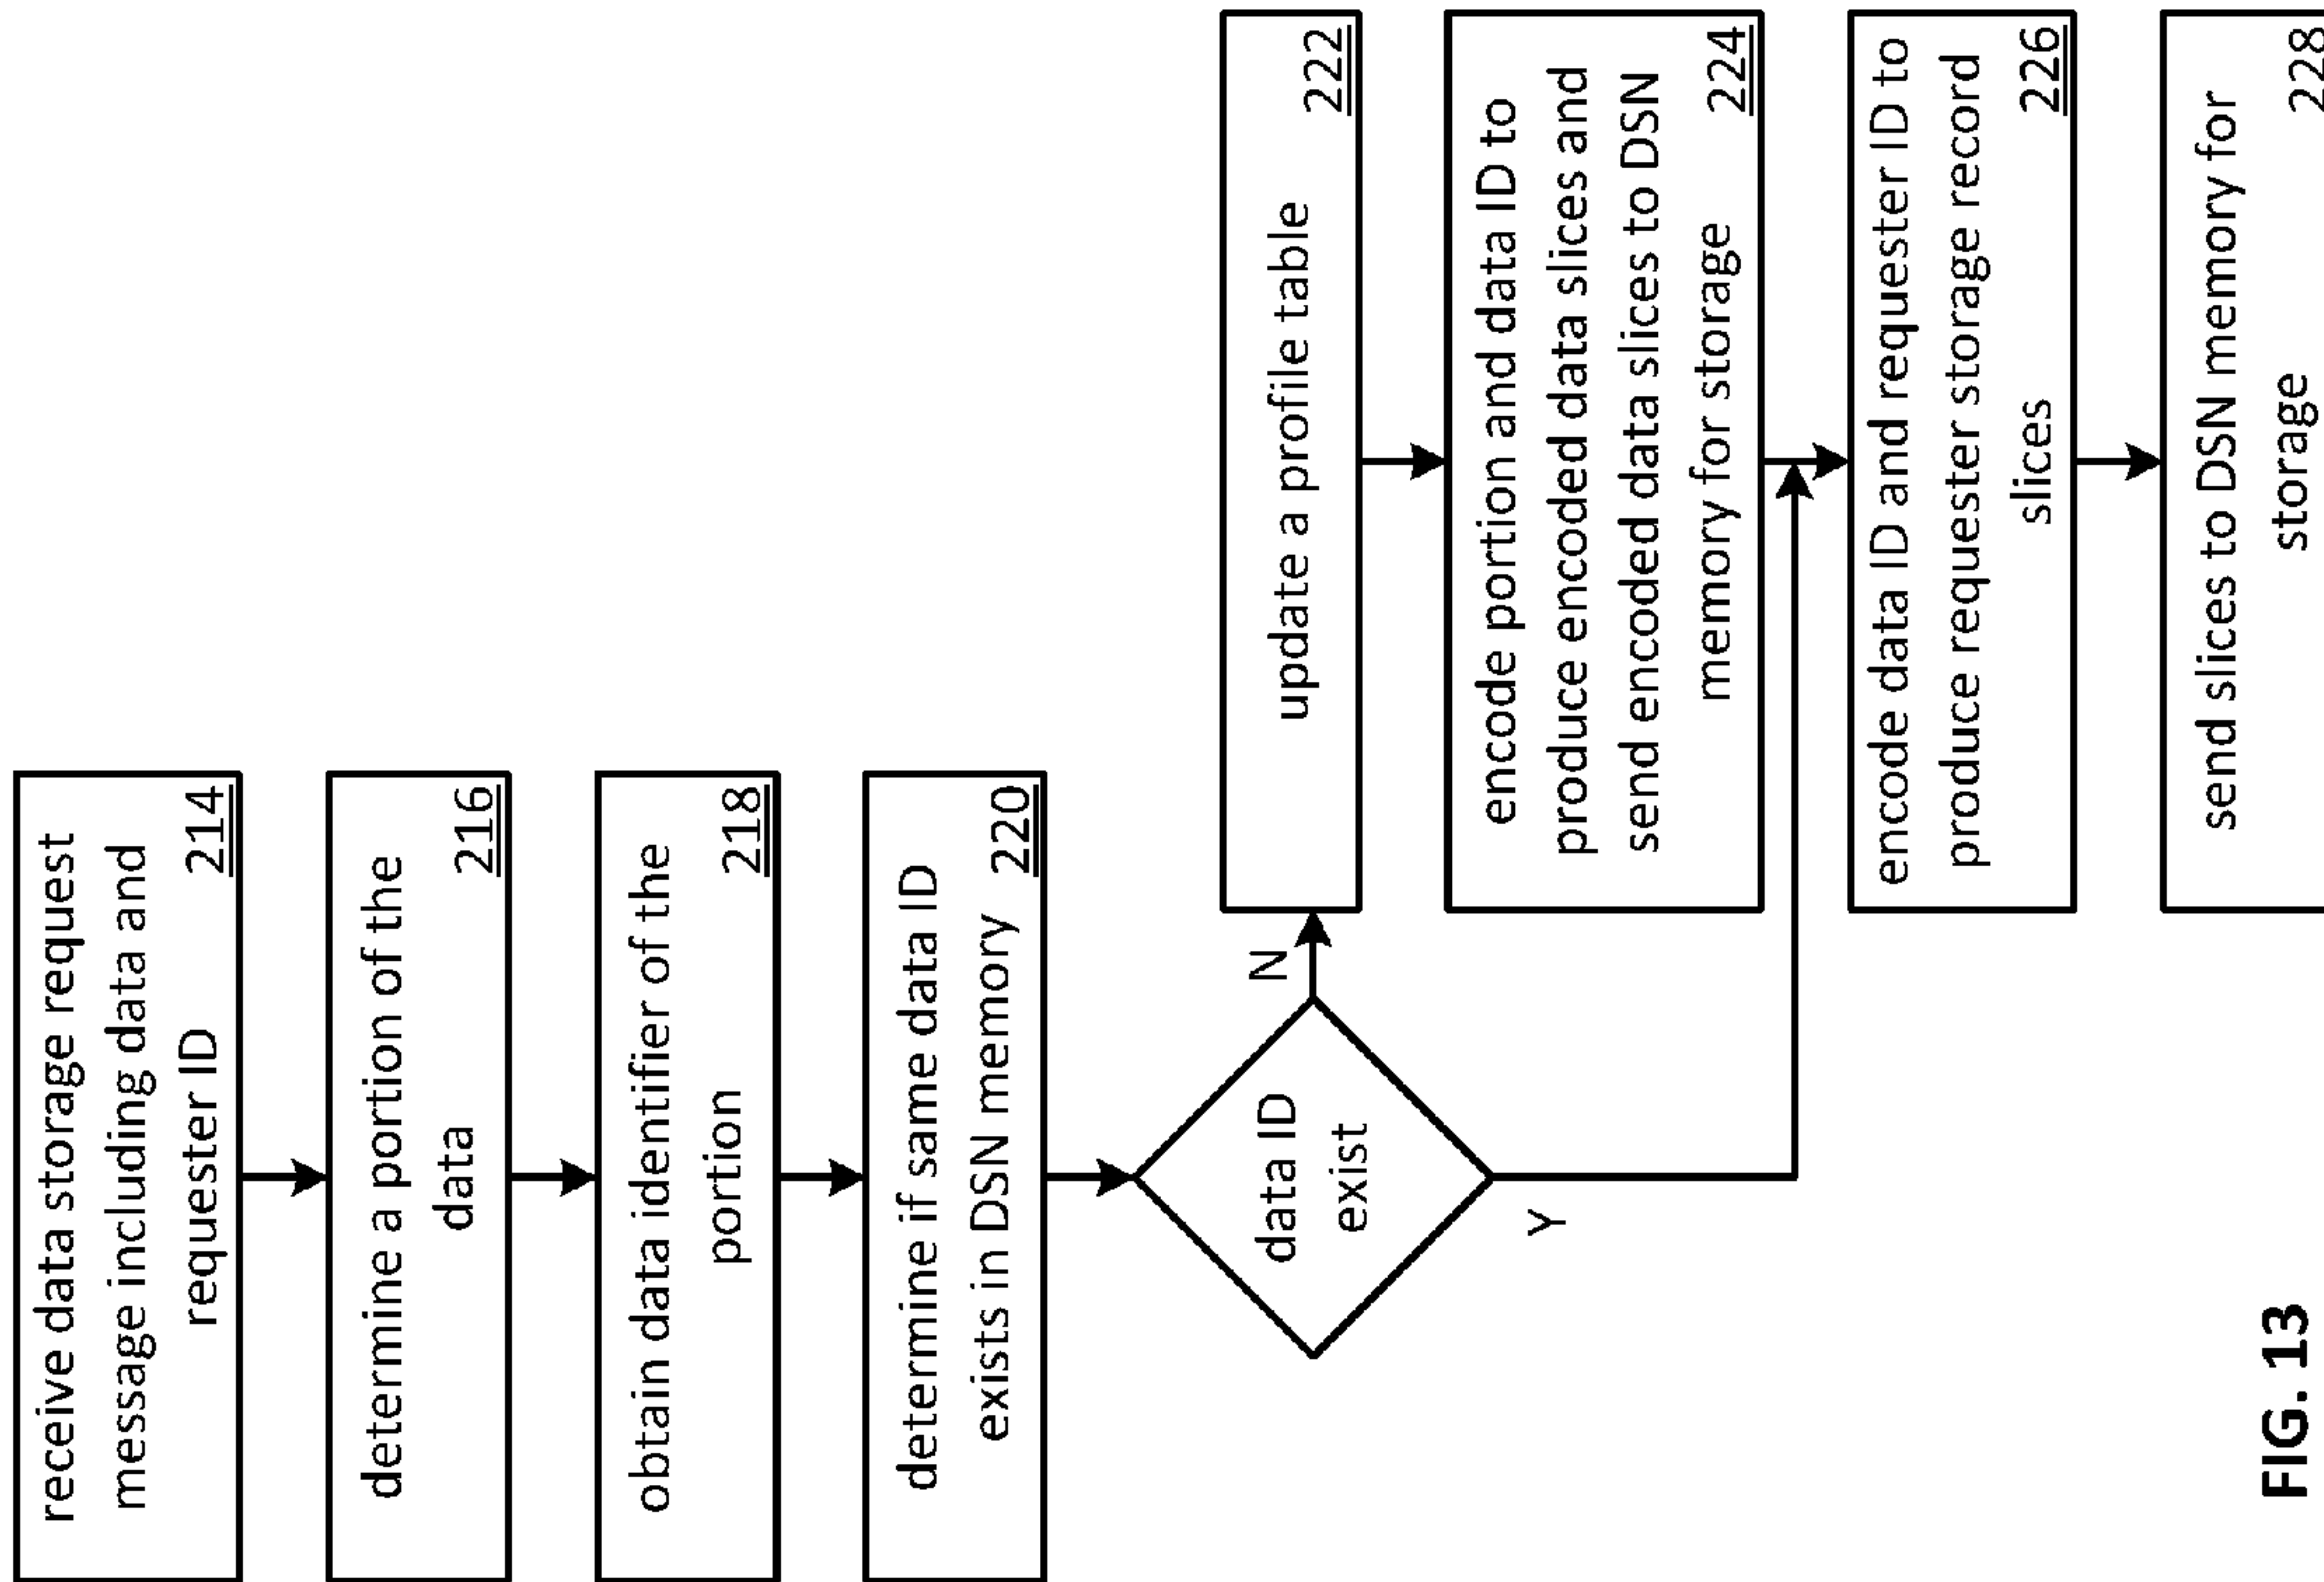 receive data storage request
message including data and
requester ID 214
determine a portion of the
data 216
obtain data identifier of the
portion 218
determine if same data ID
exists in DSN memory 220
data ID
exist
N
Y
update a profile table
222
encode portion and data ID to
produce encoded data slices and
send encoded data slices to DSN
memory for storage 224
encode data ID and requester ID to
produce requester storage record
slices 226
send slices to DSN memory for
storage 228
FIG. 13